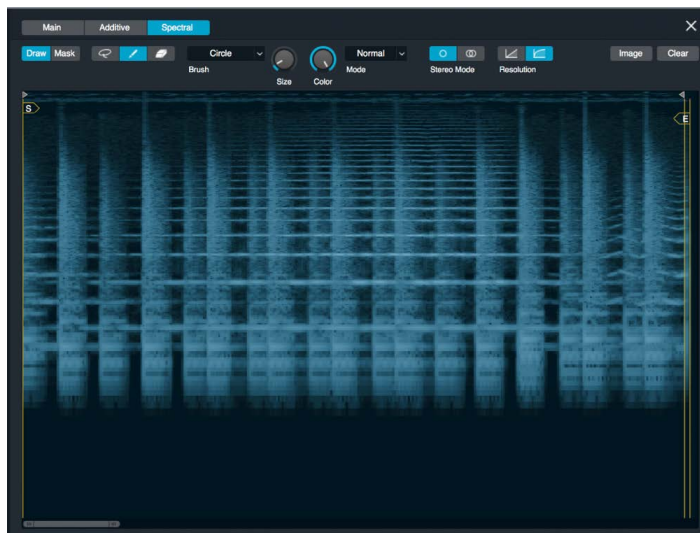 Main Additive Spectral
Draw Mask Circle Normal Image Clear
Brush Size Color Mode Stereo Mode Resolution
S
E